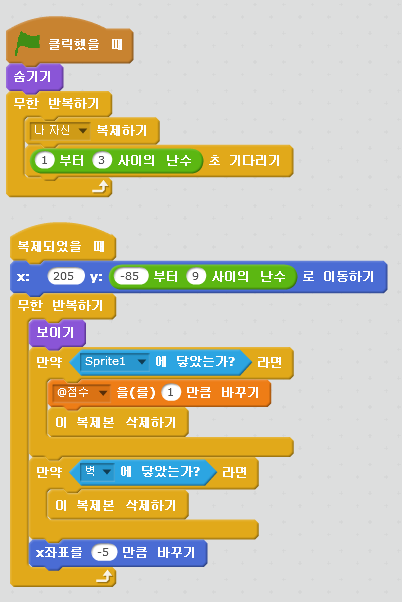 클릭했을 때
숨기기
무한 반복하기
나 자신 복제하기
1 부터 3 사이의 난수 초 기다리기
복제되었을 때
x: 205 y: -85 부터 9 사이의 난수 로 이동하기
무한 반복하기
보이기
만약 Sprite1 에 닿았는가? 라면
@점수 을(를) 1 만큼 바꾸기
이 복제본 삭제하기
만약 벽 에 닿았는가? 라면
이 복제본 삭제하기
x좌표를 -5 만큼 바꾸기